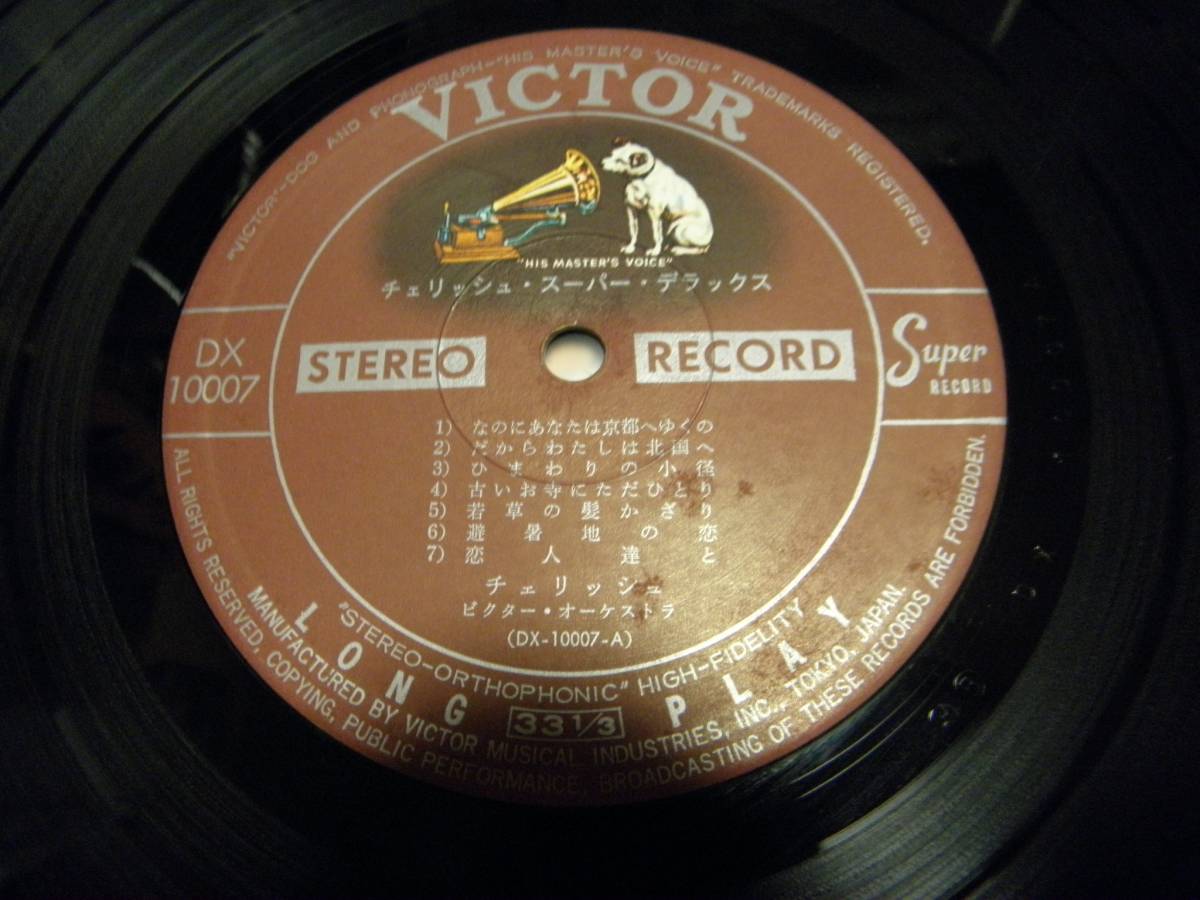 "VICTOR"-DOG AND PHONOGRAPH-"HIS MASTER'S VOICE" TRADEMARKS REGISTERED.
VICTOR
"HIS MASTER'S VOICE"
チェリッシュ・スーパー・デラックス
DX
10007
STEREO
RECORD
Super
RECORD
1) なのにあなたは京都へゆくの
2) だからわたしは北国へ
3) ひまわりの小径
4) 古いお寺にただひとり
5) 若草の髪かざり
6) 避暑地の恋
7) 恋人達と
チェリッシュ
ビクター・オーケストラ
(DX-10007-A)
"STEREO-ORTHOPHONIC" HIGH-FIDELITY
LONG 33 1/3 PLAY
MANUFACTURED BY VICTOR MUSICAL INDUSTRIES, INC., TOKYO, JAPAN.
ALL RIGHTS RESERVED, COPYING, PUBLIC PERFORMANCE, BROADCASTING OF THESE RECORDS ARE FORBIDDEN.